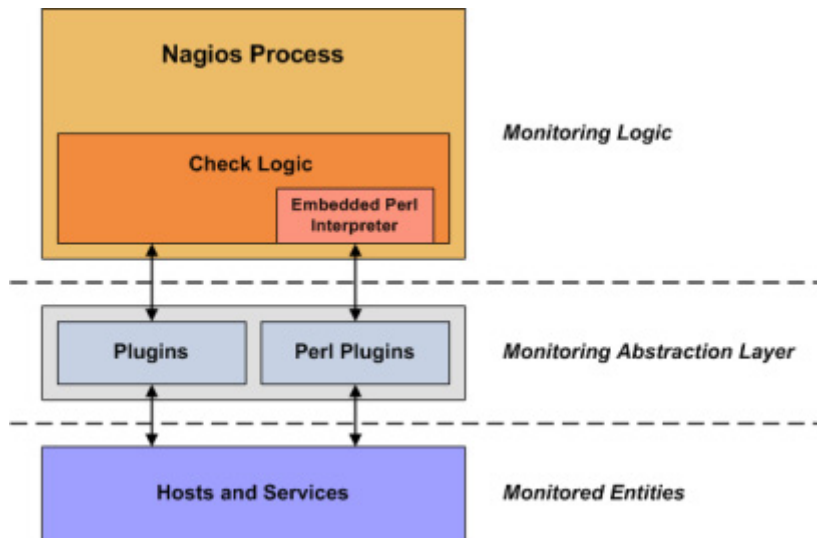 Nagios Process
Monitoring Logic
Check Logic
Embedded Perl
Interpreter
Plugins
Perl Plugins
Monitoring Abstraction Layer
Hosts and Services
Monitored Entities